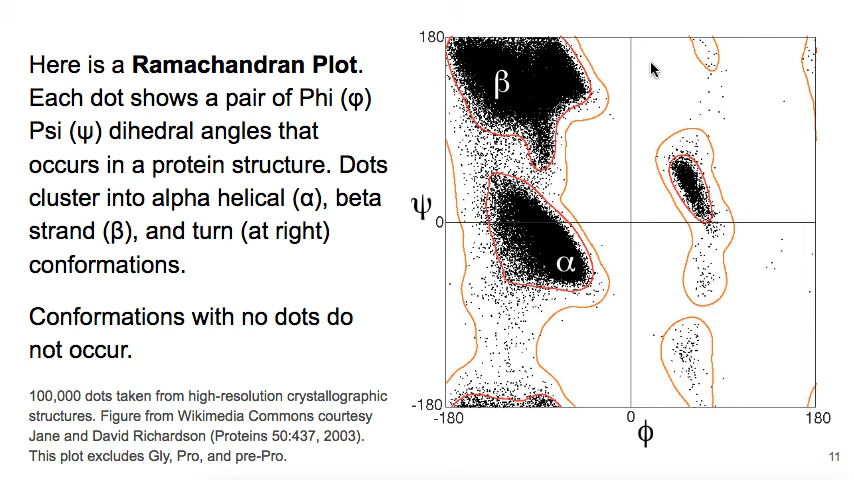 Here is a Ramachandran Plot.
Each dot shows a pair of Phi (φ)
Psi (ψ) dihedral angles that
occurs in a protein structure. Dots
cluster into alpha helical (α), beta
strand (β), and turn (at right)
conformations.
Conformations with no dots do
not occur.
100,000 dots taken from high-resolution crystallographic
structures. Figure from Wikimedia Commons courtesy
Jane and David Richardson (Proteins 50:437, 2003).
This plot excludes Gly, Pro, and pre-Pro.
180
β
ψ
0
α
-180
-180
0
180
ϕ
11